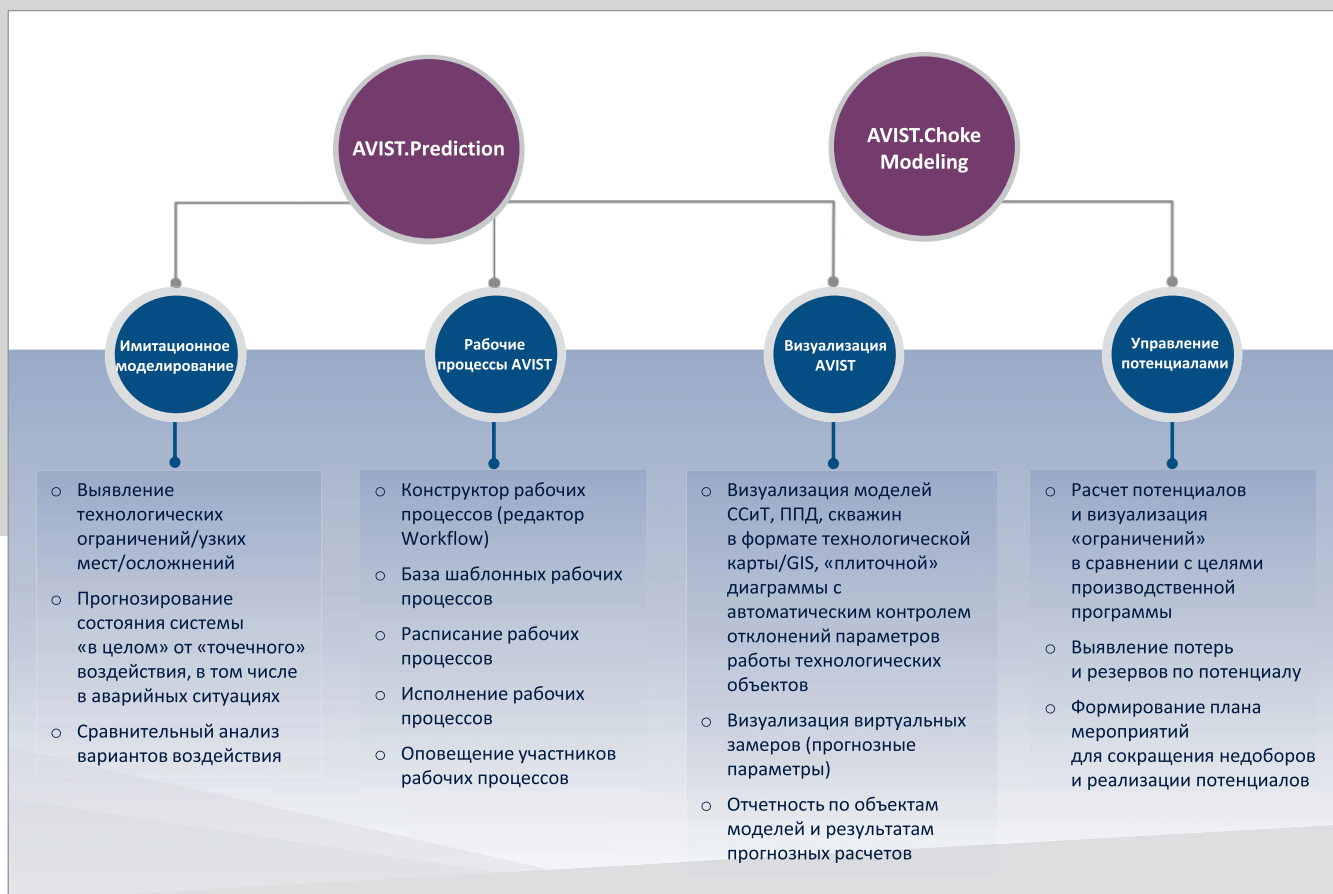 AVIST.Prediction
AVIST.Choke
Modeling
Имитационное
моделирование
Рабочие
процессы AVIST
Визуализация
AVIST
Управление
потенциалами
○ Выявление
технологических
ограничений/узких
мест/осложнений
○ Прогнозирование
состояния системы
«в целом» от «точечного»
воздействия, в том числе
в аварийных ситуациях
○ Сравнительный анализ
вариантов воздействия
○ Конструктор рабочих
процессов (редактор
Workflow)
○ База шаблонных рабочих
процессов
○ Расписание рабочих
процессов
○ Исполнение рабочих
процессов
○ Оповещение участников
рабочих процессов
○ Визуализация моделей
ССиТ, ППД, скважин
в формате технологической
карты/GIS, «плиточной»
диаграммы с
автоматическим контролем
отклонений параметров
работы технологических
объектов
○ Визуализация виртуальных
замеров (прогнозные
параметры)
○ Отчетность по объектам
моделей и результатам
прогнозных расчетов
○ Расчет потенциалов
и визуализация
«ограничений»
в сравнении с целями
производственной
программы
○ Выявление потерь
и резервов по потенциалу
○ Формирование плана
мероприятий
для сокращения недоборов
и реализации потенциалов